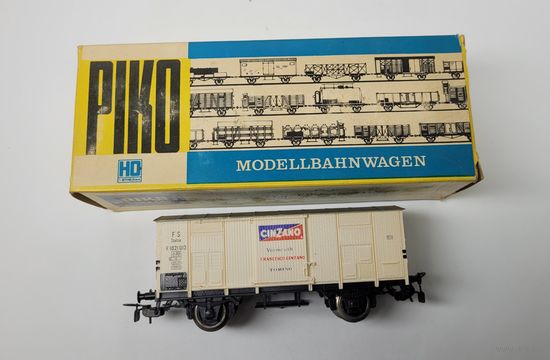 PIKO
HO
MODELLBAHNWAGEN
CINZANO
FS
Italia
Vermouth
FRANCESCO CINZANO
TORINO